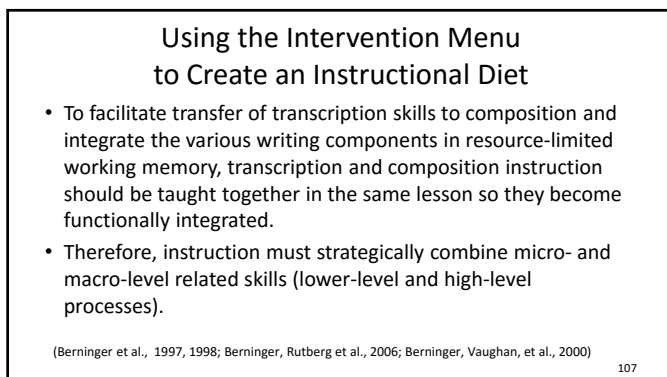 Using the Intervention Menu
to Create an Instructional Diet
• To facilitate transfer of transcription skills to composition and
integrate the various writing components in resource-limited
working memory, transcription and composition instruction
should be taught together in the same lesson so they become
functionally integrated.
• Therefore, instruction must strategically combine micro- and
macro-level related skills (lower-level and high-level
processes).
(Berninger et al., 1997, 1998; Berninger, Rutberg et al., 2006; Berninger, Vaughan, et al., 2000)
107